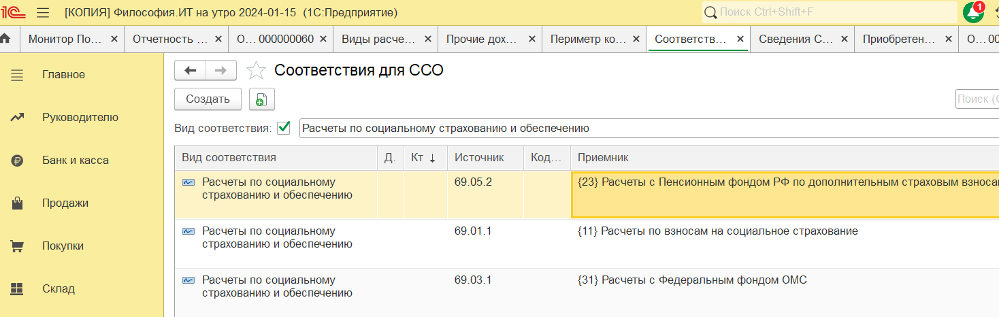 1С [КОПИЯ] Философия.ИТ на утро 2024-01-15 (1С:Предприятие) Поиск Ctrl+Shift+F 1
Монитор По... Отчетность ... О... 000000060 Виды расче... Прочие дох... Периметр ко... Соответств... Сведения С... Приобретен... О... 00
Главное
Руководителю
Банк и касса
Продажи
Покупки
Склад
Соответствия для ССО
Создать Поиск (
Вид соответствия: Расчеты по социальному страхованию и обеспечению
Вид соответствия Д. Кт ↓ Источник Код... Приемник
Расчеты по социальному 69.05.2 {23} Расчеты с Пенсионным фондом РФ по дополнительным страховым
страхованию и обеспечению
Расчеты по социальному 69.01.1 {11} Расчеты по взносам на социальное страхование
страхованию и обеспечению
Расчеты по социальному 69.03.1 {31} Расчеты с Федеральным фондом ОМС
страхованию и обеспечению